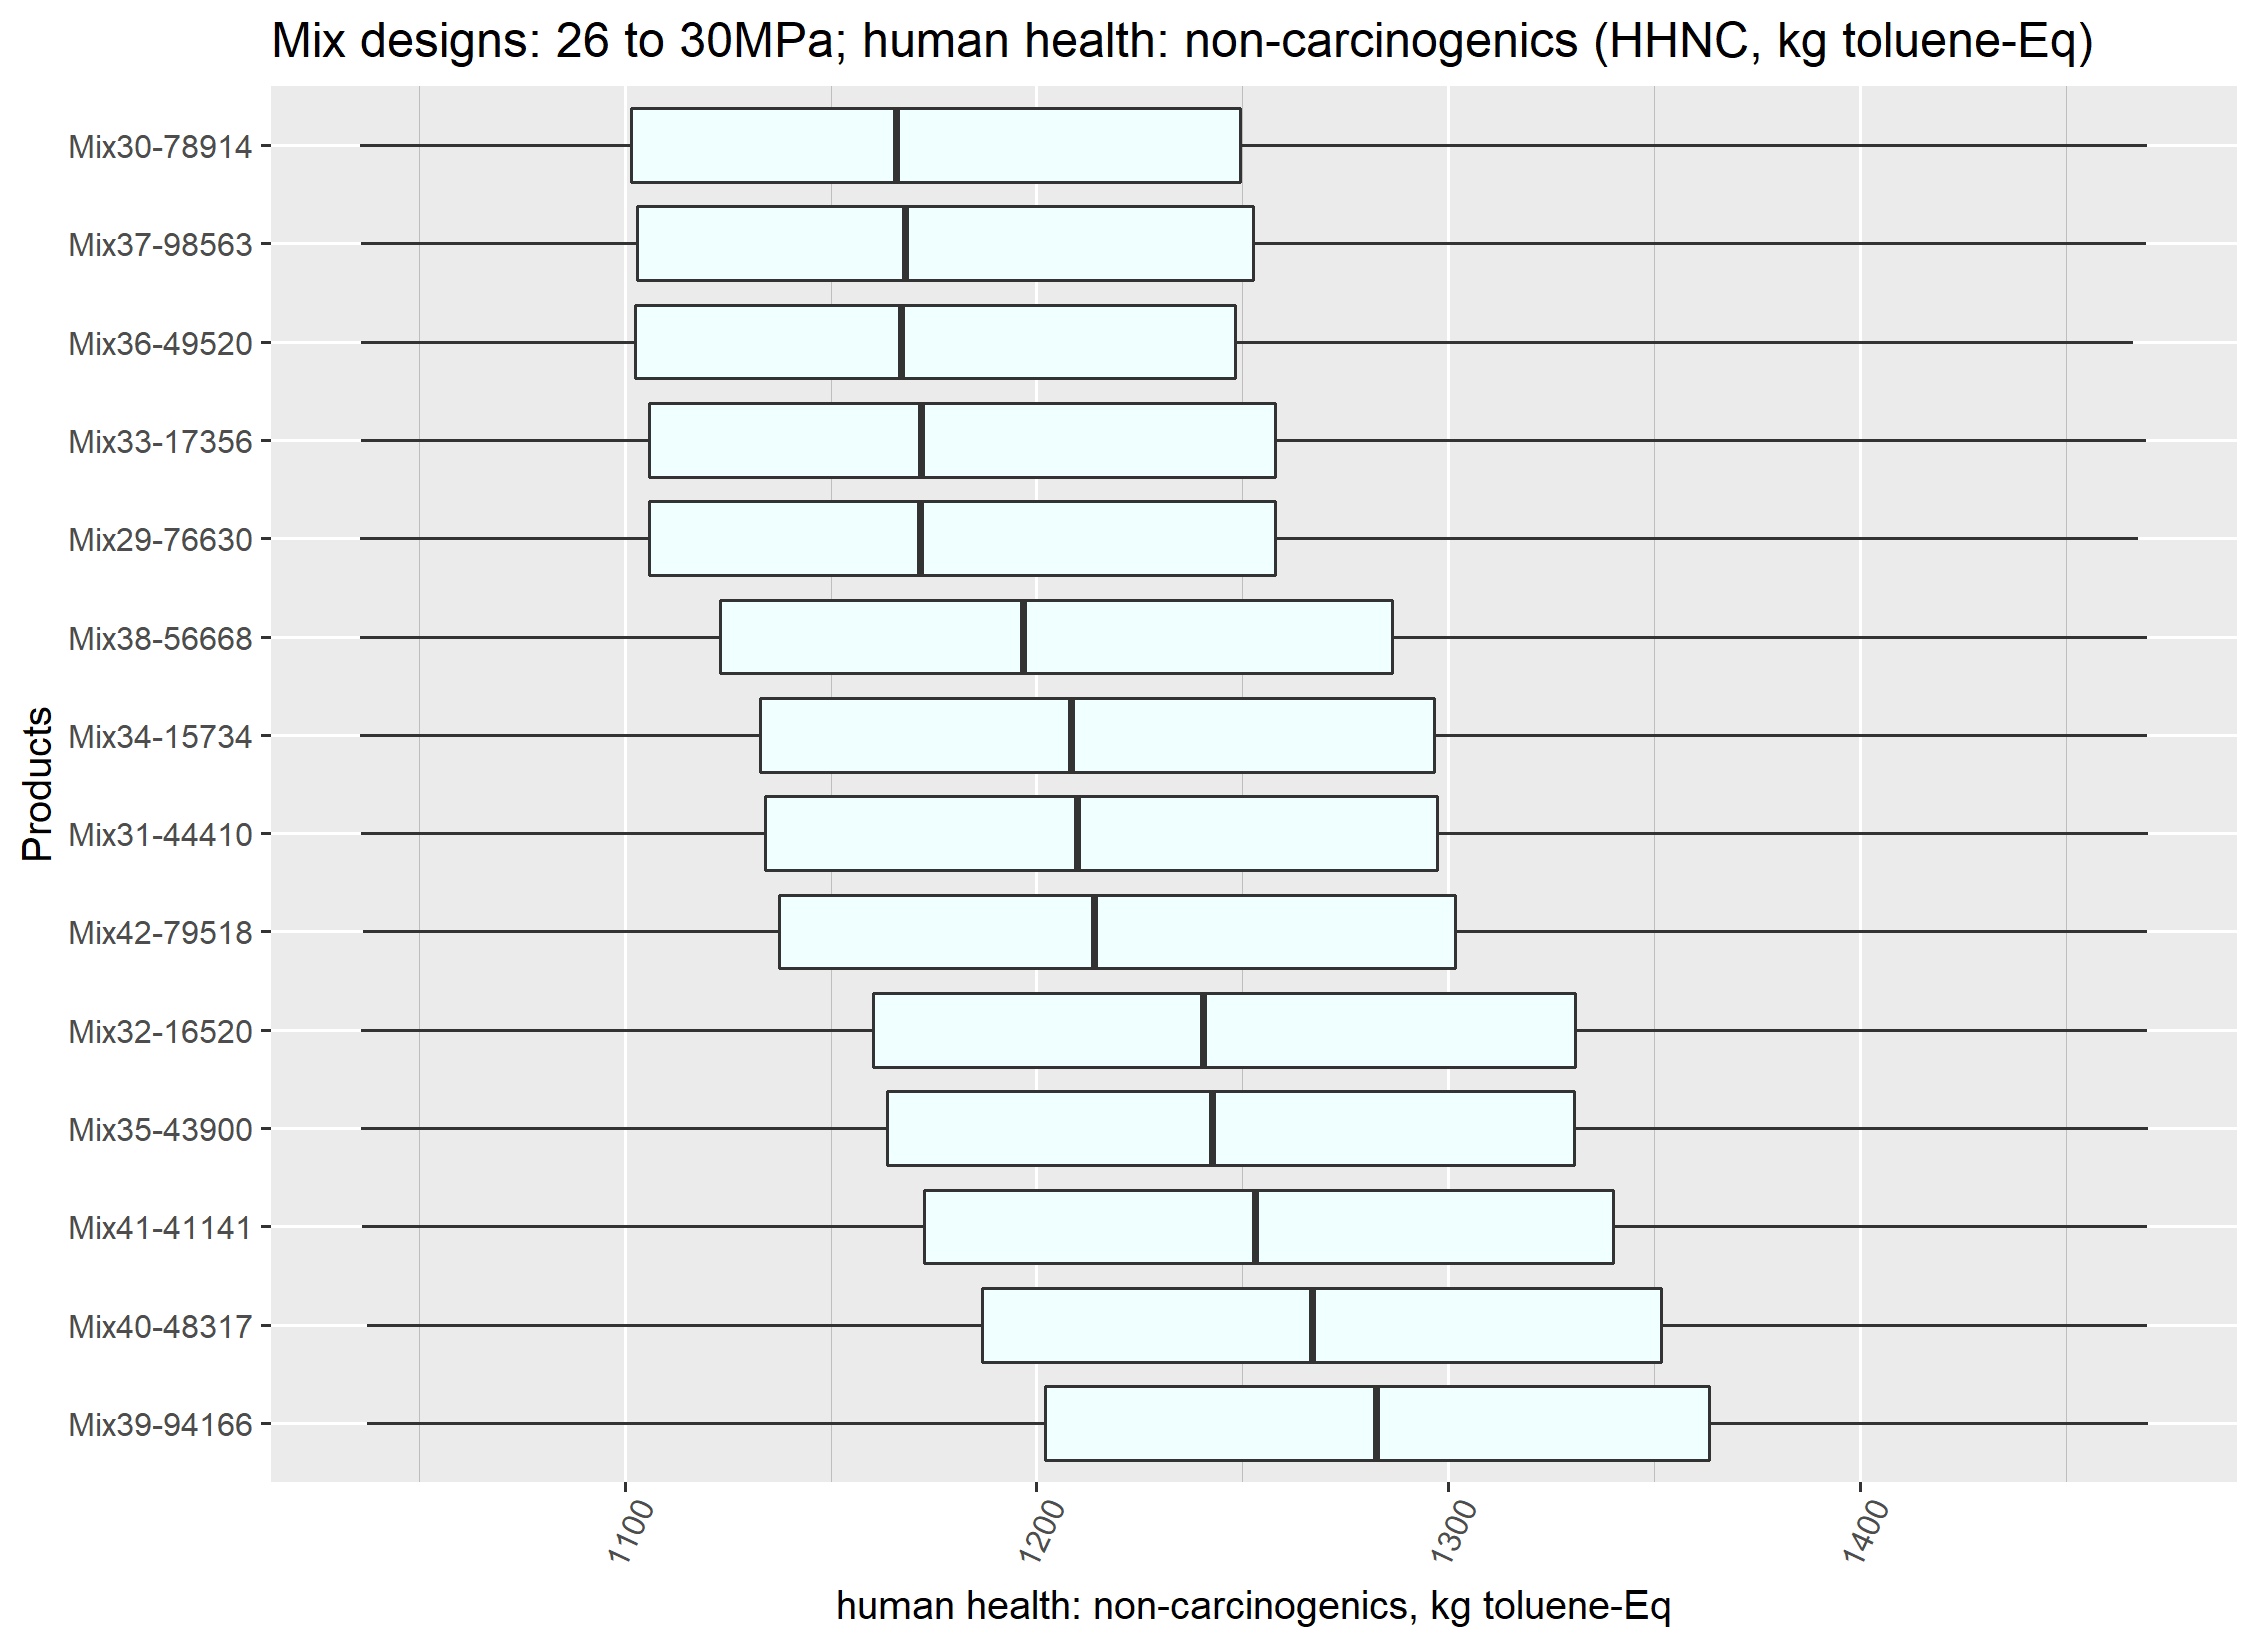 Mix designs: 26 to 30MPa; human health: non-carcinogenics (HHNC, kg toluene-Eq)
Products
Mix30-78914
Mix37-98563
Mix36-49520
Mix33-17356
Mix29-76630
Mix38-56668
Mix34-15734
Mix31-44410
Mix42-79518
Mix32-16520
Mix35-43900
Mix41-41141
Mix40-48317
Mix39-94166
1100
1200
1300
1400
human health: non-carcinogenics, kg toluene-Eq